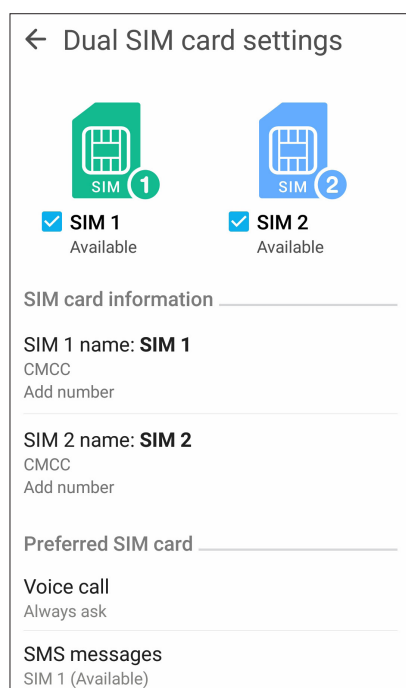 Dual SIM card settings
SIM 1 SIM 2
SIM 1 SIM 2
Available Available
SIM card information
SIM 1 name: SIM 1
CMCC
Add number
SIM 2 name: SIM 2
CMCC
Add number
Preferred SIM card
Voice call
Always ask
SMS messages
SIM 1 (Available)